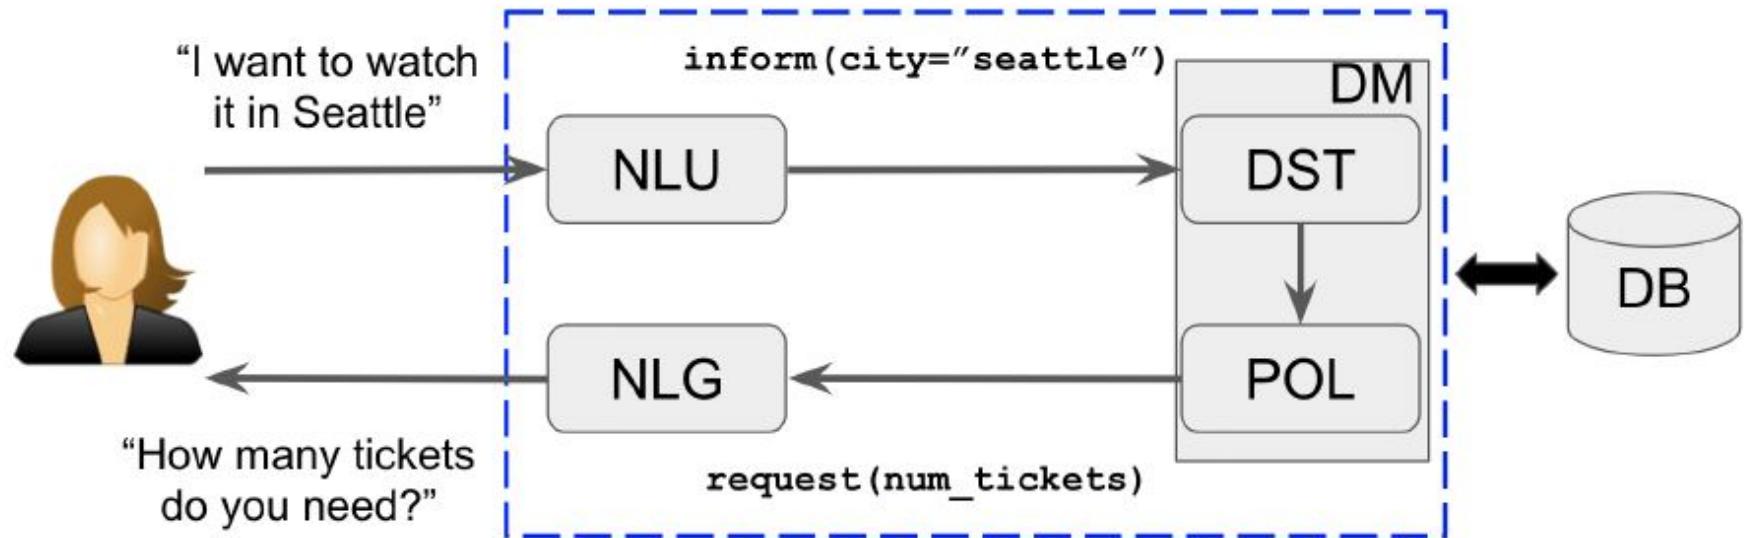 “I want to watch
it in Seattle”
inform(city=”seattle”)
DM
NLU
DST
DB
NLG
POL
“How many tickets
do you need?”
request(num_tickets)